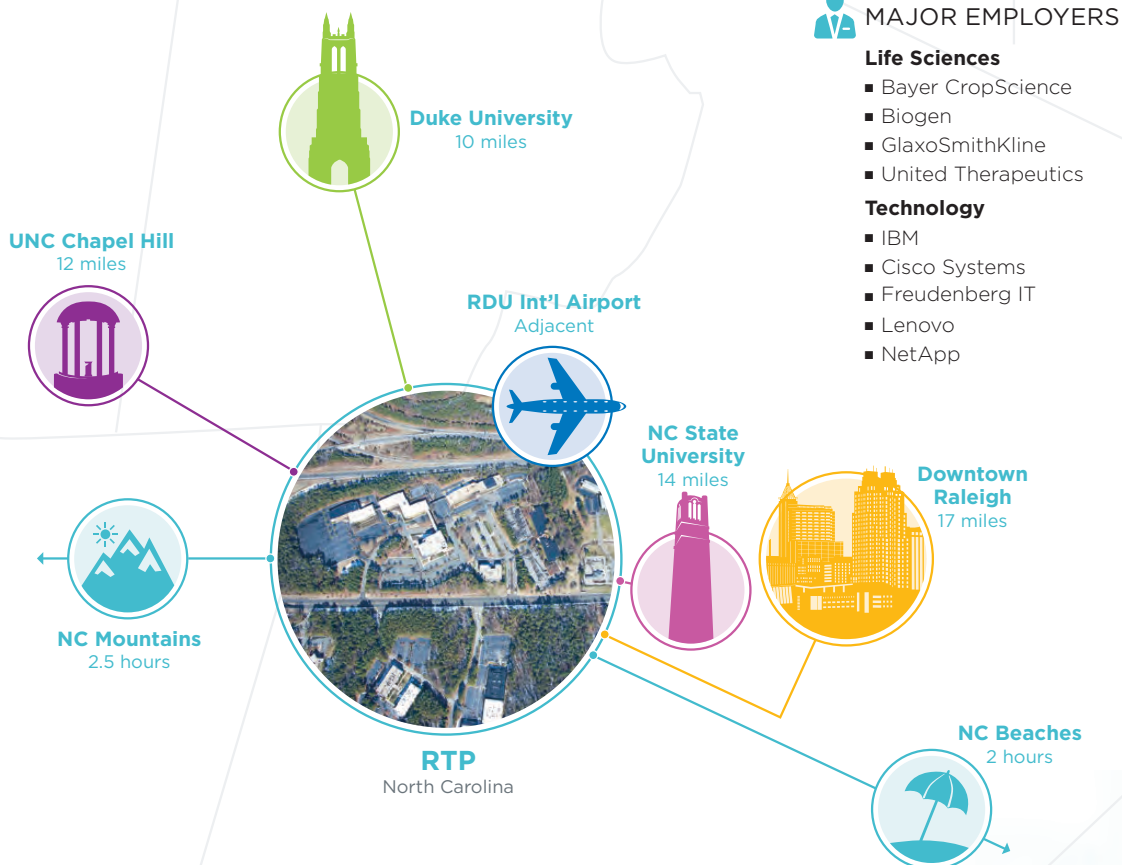 MAJOR EMPLOYERS
Life Sciences
▪ Bayer CropScience
▪ Biogen
▪ GlaxoSmithKline
▪ United Therapeutics
Technology
▪ IBM
▪ Cisco Systems
▪ Freudenberg IT
▪ Lenovo
▪ NetApp
Duke University
10 miles
UNC Chapel Hill
12 miles
RDU Int’l Airport
Adjacent
NC State
University
14 miles
Downtown
Raleigh
17 miles
NC Mountains
2.5 hours
RTP
North Carolina
NC Beaches
2 hours